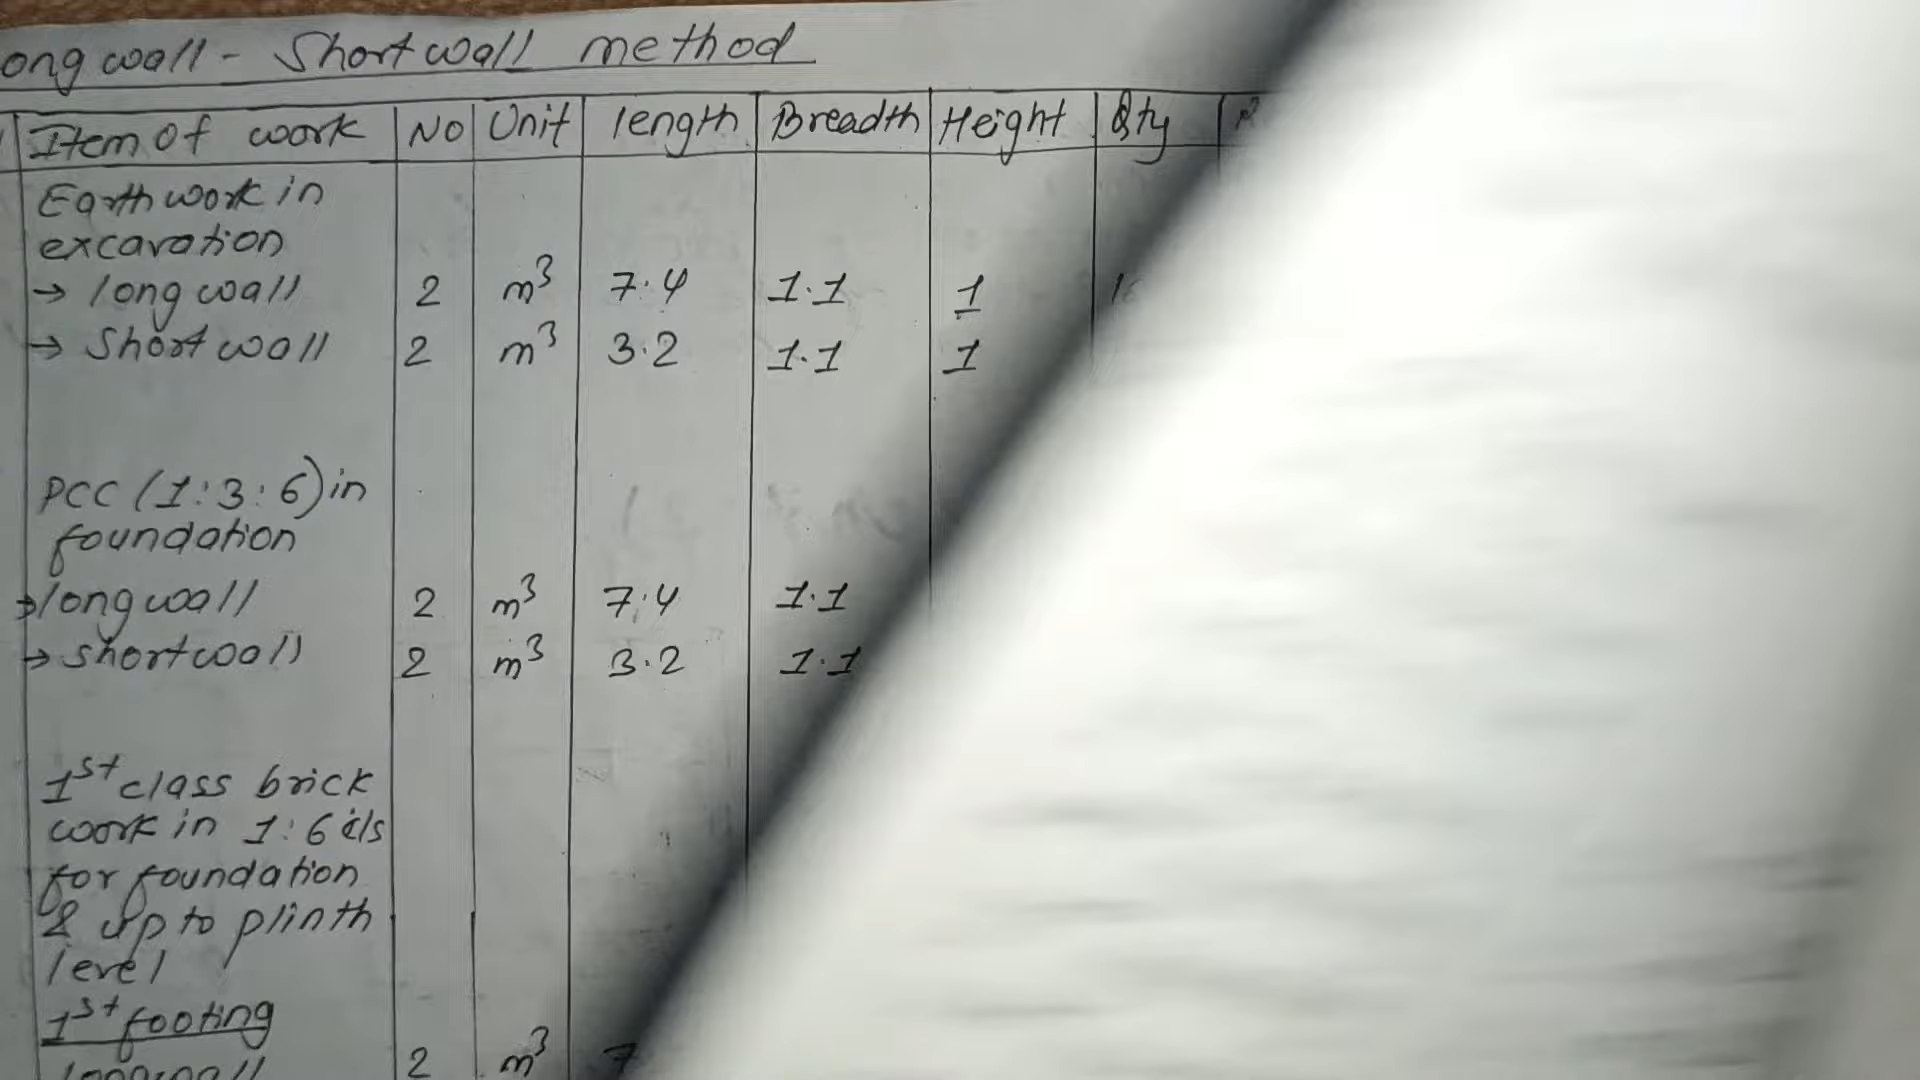 ong wall - Short wall method
Item of work No Unit length Breadth Height Qty
Earth work in
excavation
→ long wall 2 m³ 7.4 1.1 1
→ Short wall 2 m³ 3.2 1.1 1
PCC (1:3:6) in
foundation
→ long wall 2 m³ 7.4 1.1
→ short wall 2 m³ 3.2 1.1
1st class brick
work in 1:6 c/s
for foundation
& up to plinth
level
1st footing
long wall 2 m³ 7